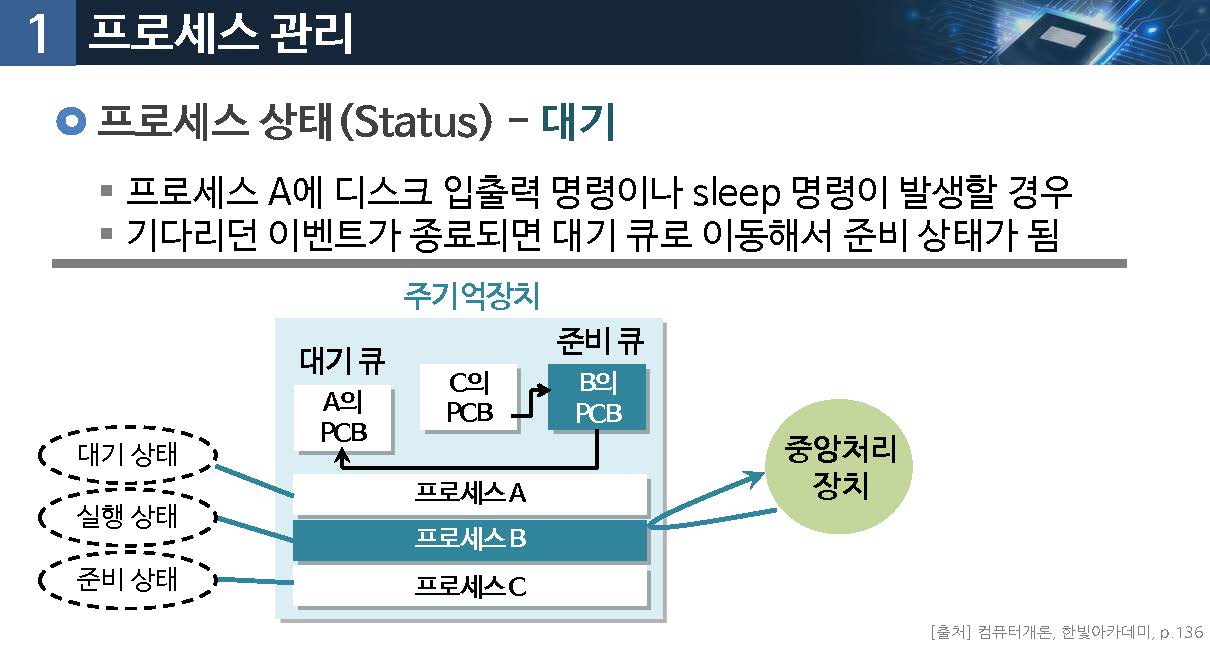 1 프로세스 관리
프로세스 상태(Status) - 대기
프로세스 A에 디스크 입출력 명령이나 sleep 명령이 발생할 경우
기다리던 이벤트가 종료되면 대기 큐로 이동해서 준비 상태가 됨
주기억장치
대기 큐
준비 큐
A의
PCB
C의
PCB
B의
PCB
대기 상태
실행 상태
준비 상태
프로세스 A
프로세스 B
프로세스 C
중앙처리
장치
[출처] 컴퓨터개론, 한빛아카데미, p.136